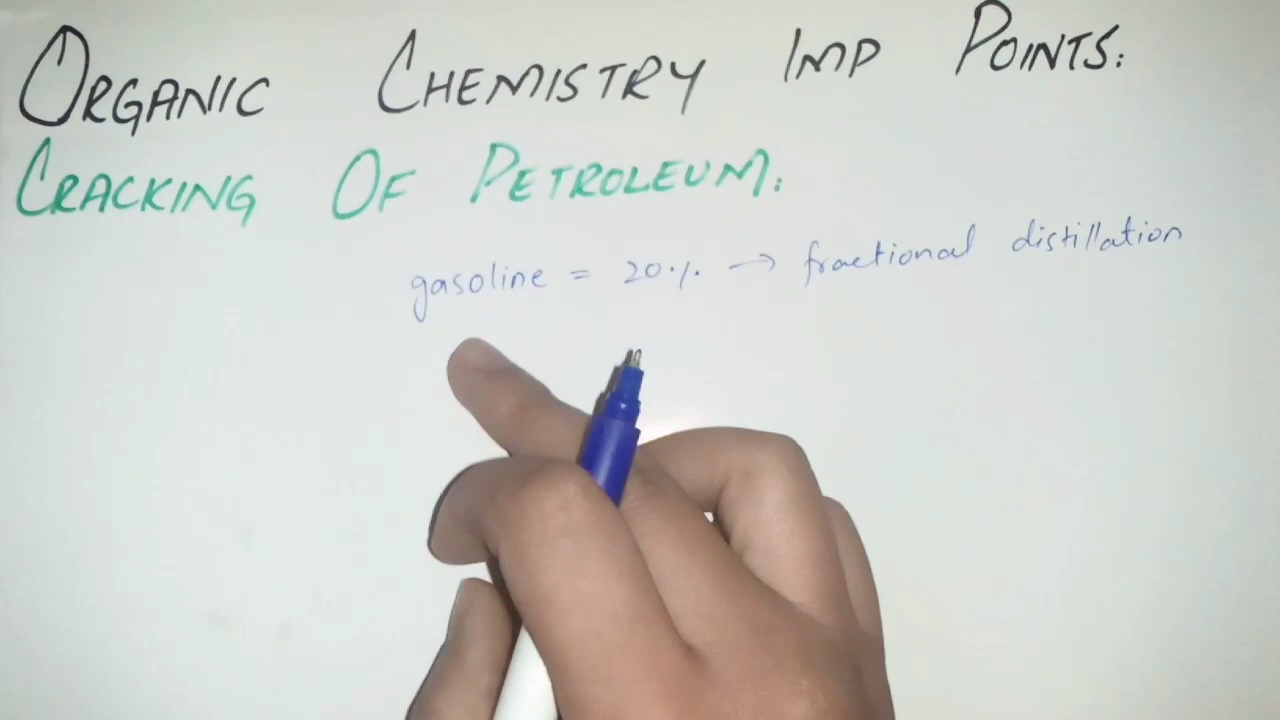 ORGANIC CHEMISTRY IMP POINTS:
CRACKING OF PETROLEUM:
gasoline = 20% → fractional distillation